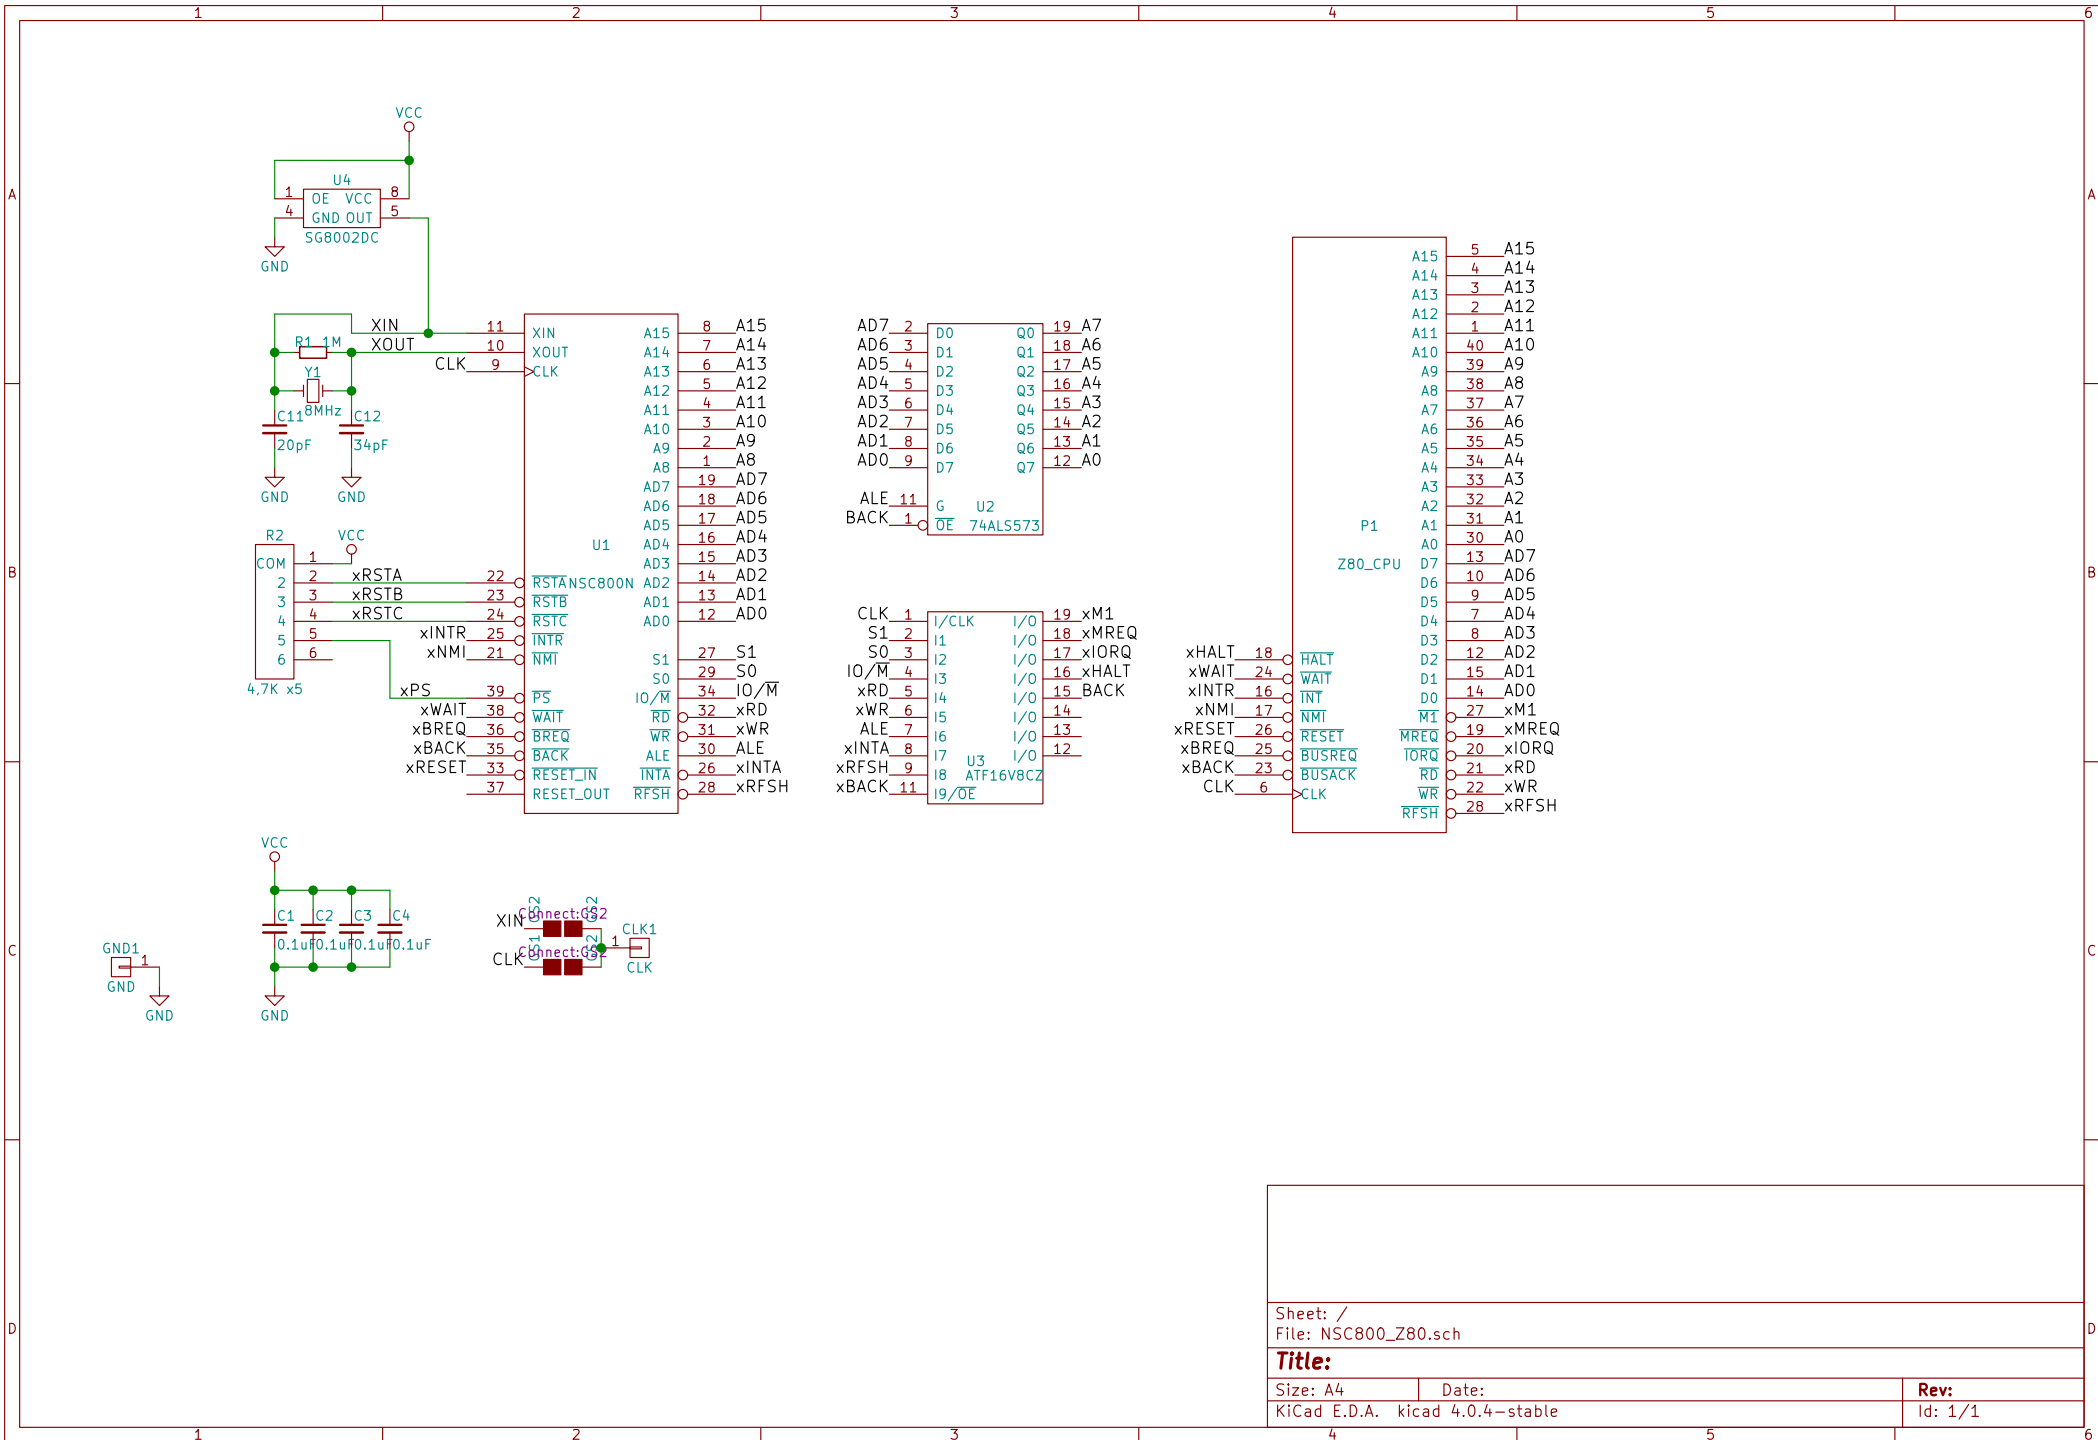 1 2 3 4 5 6
A
B
C
D
VCC
U4
1 OE VCC 8
4 GND OUT 5
SG8002DC
GND
XIN
R1 1M
XOUT
CLK
Y1
8MHz
C11 C12
20pF 34pF
GND GND
R2 VCC
COM 1
2 2 xRSTA
3 3 xRSTB
4 4 xRSTC
5 5
6 6
4,7K x5
xINTR
xNMI
xPS
xWAIT
xBREQ
xBACK
xRESET
11 XIN A15 8 A15
10 XOUT A14 7 A14
9 CLK A13 6 A13
A12 5 A12
A11 4 A11
A10 3 A10
A9 2 A9
A8 1 A8
AD7 19 AD7
AD6 18 AD6
AD5 17 AD5
U1 AD4 16 AD4
AD3 15 AD3
22 RSTA NSC800N AD2 14 AD2
23 RSTB AD1 13 AD1
24 RSTC AD0 12 AD0
25 INTR
21 NMI S1 27 S1
S0 29 S0
39 PS IO/M 34 IO/M
38 WAIT RD 32 xRD
36 BREQ WR 31 xWR
35 BACK ALE 30 ALE
33 RESET_IN INTA 26 xINTA
37 RESET_OUT RFSH 28 xRFSH
AD7 2 D0 Q0 19 A7
AD6 3 D1 Q1 18 A6
AD5 4 D2 Q2 17 A5
AD4 5 D3 Q3 16 A4
AD3 6 D4 Q4 15 A3
AD2 7 D5 Q5 14 A2
AD1 8 D6 Q6 13 A1
AD0 9 D7 Q7 12 A0
ALE 11 G U2
BACK 1 OE 74ALS573
CLK 1 I/CLK I/O 19 xM1
S1 2 I1 I/O 18 xMREQ
S0 3 I2 I/O 17 xIORQ
IO/M 4 I3 I/O 16 xHALT
xRD 5 I4 I/O 15 BACK
xWR 6 I5 I/O 14
ALE 7 I6 I/O 13
xINTA 8 I7 I/O 12
U3
xRFSH 9 I8 ATF16V8CZ
xBACK 11 I9/OE
A15 5 A15
A14 4 A14
A13 3 A13
A12 2 A12
A11 1 A11
A10 40 A10
A9 39 A9
A8 38 A8
A7 37 A7
A6 36 A6
A5 35 A5
A4 34 A4
A3 33 A3
A2 32 A2
P1 A1 31 A1
A0 30 A0
Z80_CPU D7 13 AD7
D6 10 AD6
D5 9 AD5
D4 7 AD4
D3 8 AD3
xHALT 18 HALT D2 12 AD2
xWAIT 24 WAIT D1 15 AD1
xINTR 16 INT D0 14 AD0
xNMI 17 NMI M1 27 xM1
xRESET 26 RESET MREQ 19 xMREQ
xBREQ 25 BUSREQ IORQ 20 xIORQ
xBACK 23 BUSACK RD 21 xRD
CLK 6 CLK WR 22 xWR
RFSH 28 xRFSH
VCC
C1 C2 C3 C4
0.1uF 0.1uF 0.1uF 0.1uF
GND
GND1
1
GND
GND
GS2 GS2
Connect:GS2
XIN
GS1 GS2
Connect:GS2
CLK
CLK1
1
CLK
Sheet: /
File: NSC800_Z80.sch
Title:
Size: A4 Date: Rev:
KiCad E.D.A. kicad 4.0.4-stable Id: 1/1
A
B
C
D
1 2 3 4 5 6